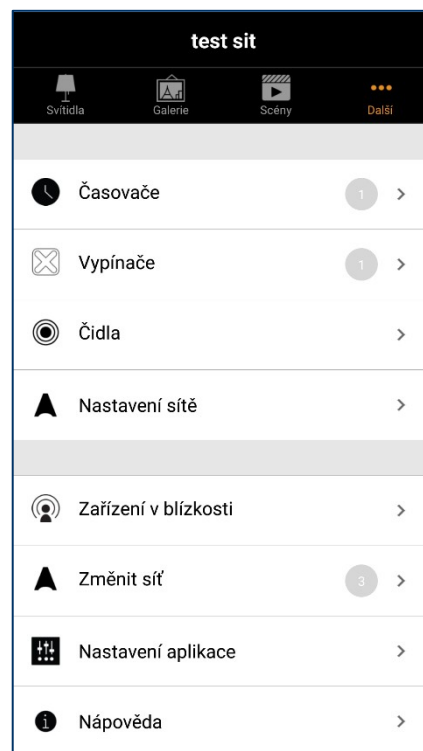 test sit
Svítidla Galerie Scény Další
Časovače 1
Vypínače 1
Čidla
Nastavení sítě
Zařízení v blízkosti
Změnit síť 3
Nastavení aplikace
Nápověda